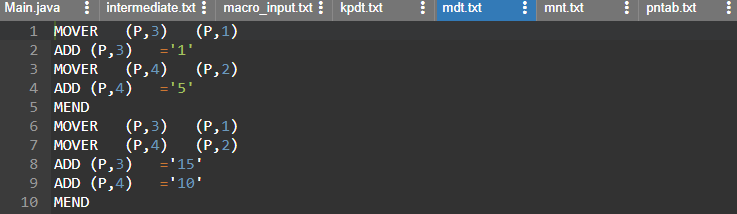 Main.java intermediate.txt macro_input.txt kpdt.txt mdt.txt mnt.txt pntab.txt
1 MOVER (P,3) (P,1)
2 ADD (P,3) ='1'
3 MOVER (P,4) (P,2)
4 ADD (P,4) ='5'
5 MEND
6 MOVER (P,3) (P,1)
7 MOVER (P,4) (P,2)
8 ADD (P,3) ='15'
9 ADD (P,4) ='10'
10 MEND